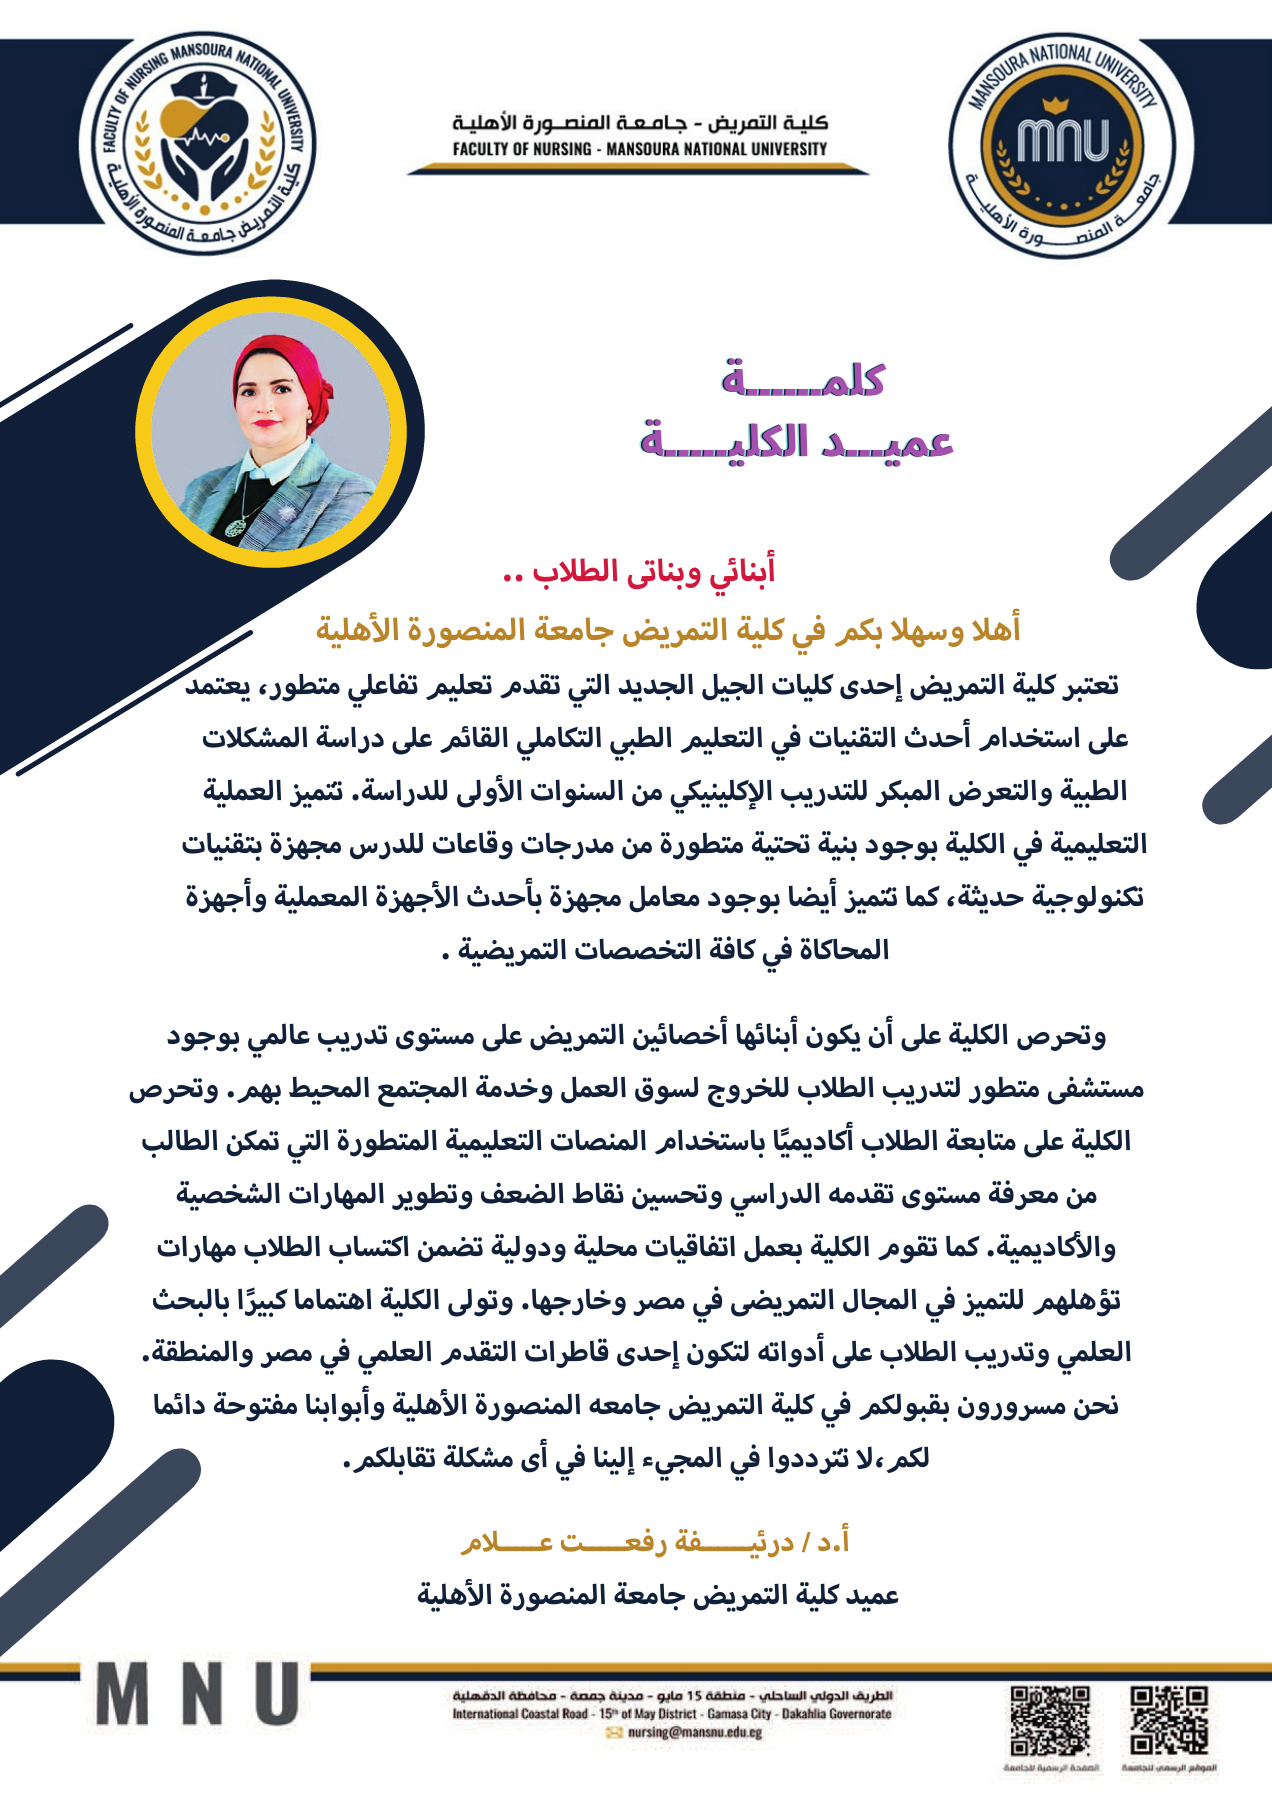 FACULTY OF NURSING MANSOURA NATIONAL UNIVERSITY
كلية التمريض جامعة المنصورة الأهلية
كلية التمريض - جامعة المنصورة الأهلية
FACULTY OF NURSING - MANSOURA NATIONAL UNIVERSITY
MANSOURA NATIONAL UNIVERSITY
mnu
جامعة المنصورة الأهلية
كلمــــــة
عميـــد الكليـــــة
أبنائي وبناتى الطلاب ..
أهلا وسهلا بكم في كلية التمريض جامعة المنصورة الأهلية
تعتبر كلية التمريض إحدى كليات الجيل الجديد التي تقدم تعليم تفاعلي متطور، يعتمد
على استخدام أحدث التقنيات في التعليم الطبي التكاملي القائم على دراسة المشكلات
الطبية والتعرض المبكر للتدريب الإكلينيكي من السنوات الأولى للدراسة. تتميز العملية
التعليمية في الكلية بوجود بنية تحتية متطورة من مدرجات وقاعات للدرس مجهزة بتقنيات
تكنولوجية حديثة، كما تتميز أيضا بوجود معامل مجهزة بأحدث الأجهزة المعملية وأجهزة
المحاكاة في كافة التخصصات التمريضية .
وتحرص الكلية على أن يكون أبنائها أخصائين التمريض على مستوى تدريب عالمي بوجود
مستشفى متطور لتدريب الطلاب للخروج لسوق العمل وخدمة المجتمع المحيط بهم. وتحرص
الكلية على متابعة الطلاب أكاديميًا باستخدام المنصات التعليمية المتطورة التي تمكن الطالب
من معرفة مستوى تقدمه الدراسي وتحسين نقاط الضعف وتطوير المهارات الشخصية
والأكاديمية. كما تقوم الكلية بعمل اتفاقيات محلية ودولية تضمن اكتساب الطلاب مهارات
تؤهلهم للتميز في المجال التمريضى في مصر وخارجها. وتولى الكلية اهتماما كبيرًا بالبحث
العلمي وتدريب الطلاب على أدواته لتكون إحدى قاطرات التقدم العلمي في مصر والمنطقة.
نحن مسرورون بقبولكم في كلية التمريض جامعه المنصورة الأهلية وأبوابنا مفتوحة دائما
لكم،لا تترددوا في المجيء إلينا في أى مشكلة تقابلكم.
أ.د / درئيــــــفة رفعـــــت عـــــلام
عميد كلية التمريض جامعة المنصورة الأهلية
MNU
الطريق الدولي الساحلي - منطقة 15 مايو - مدينة جمصة - محافظة الدقهلية
International Coastal Road - 15th of May District - Gamasa City - Dakahlia Governorate
nursing@mansnu.edu.eg
الموقع الرسمي للجامعة
الصفحة الرسمية للجامعة